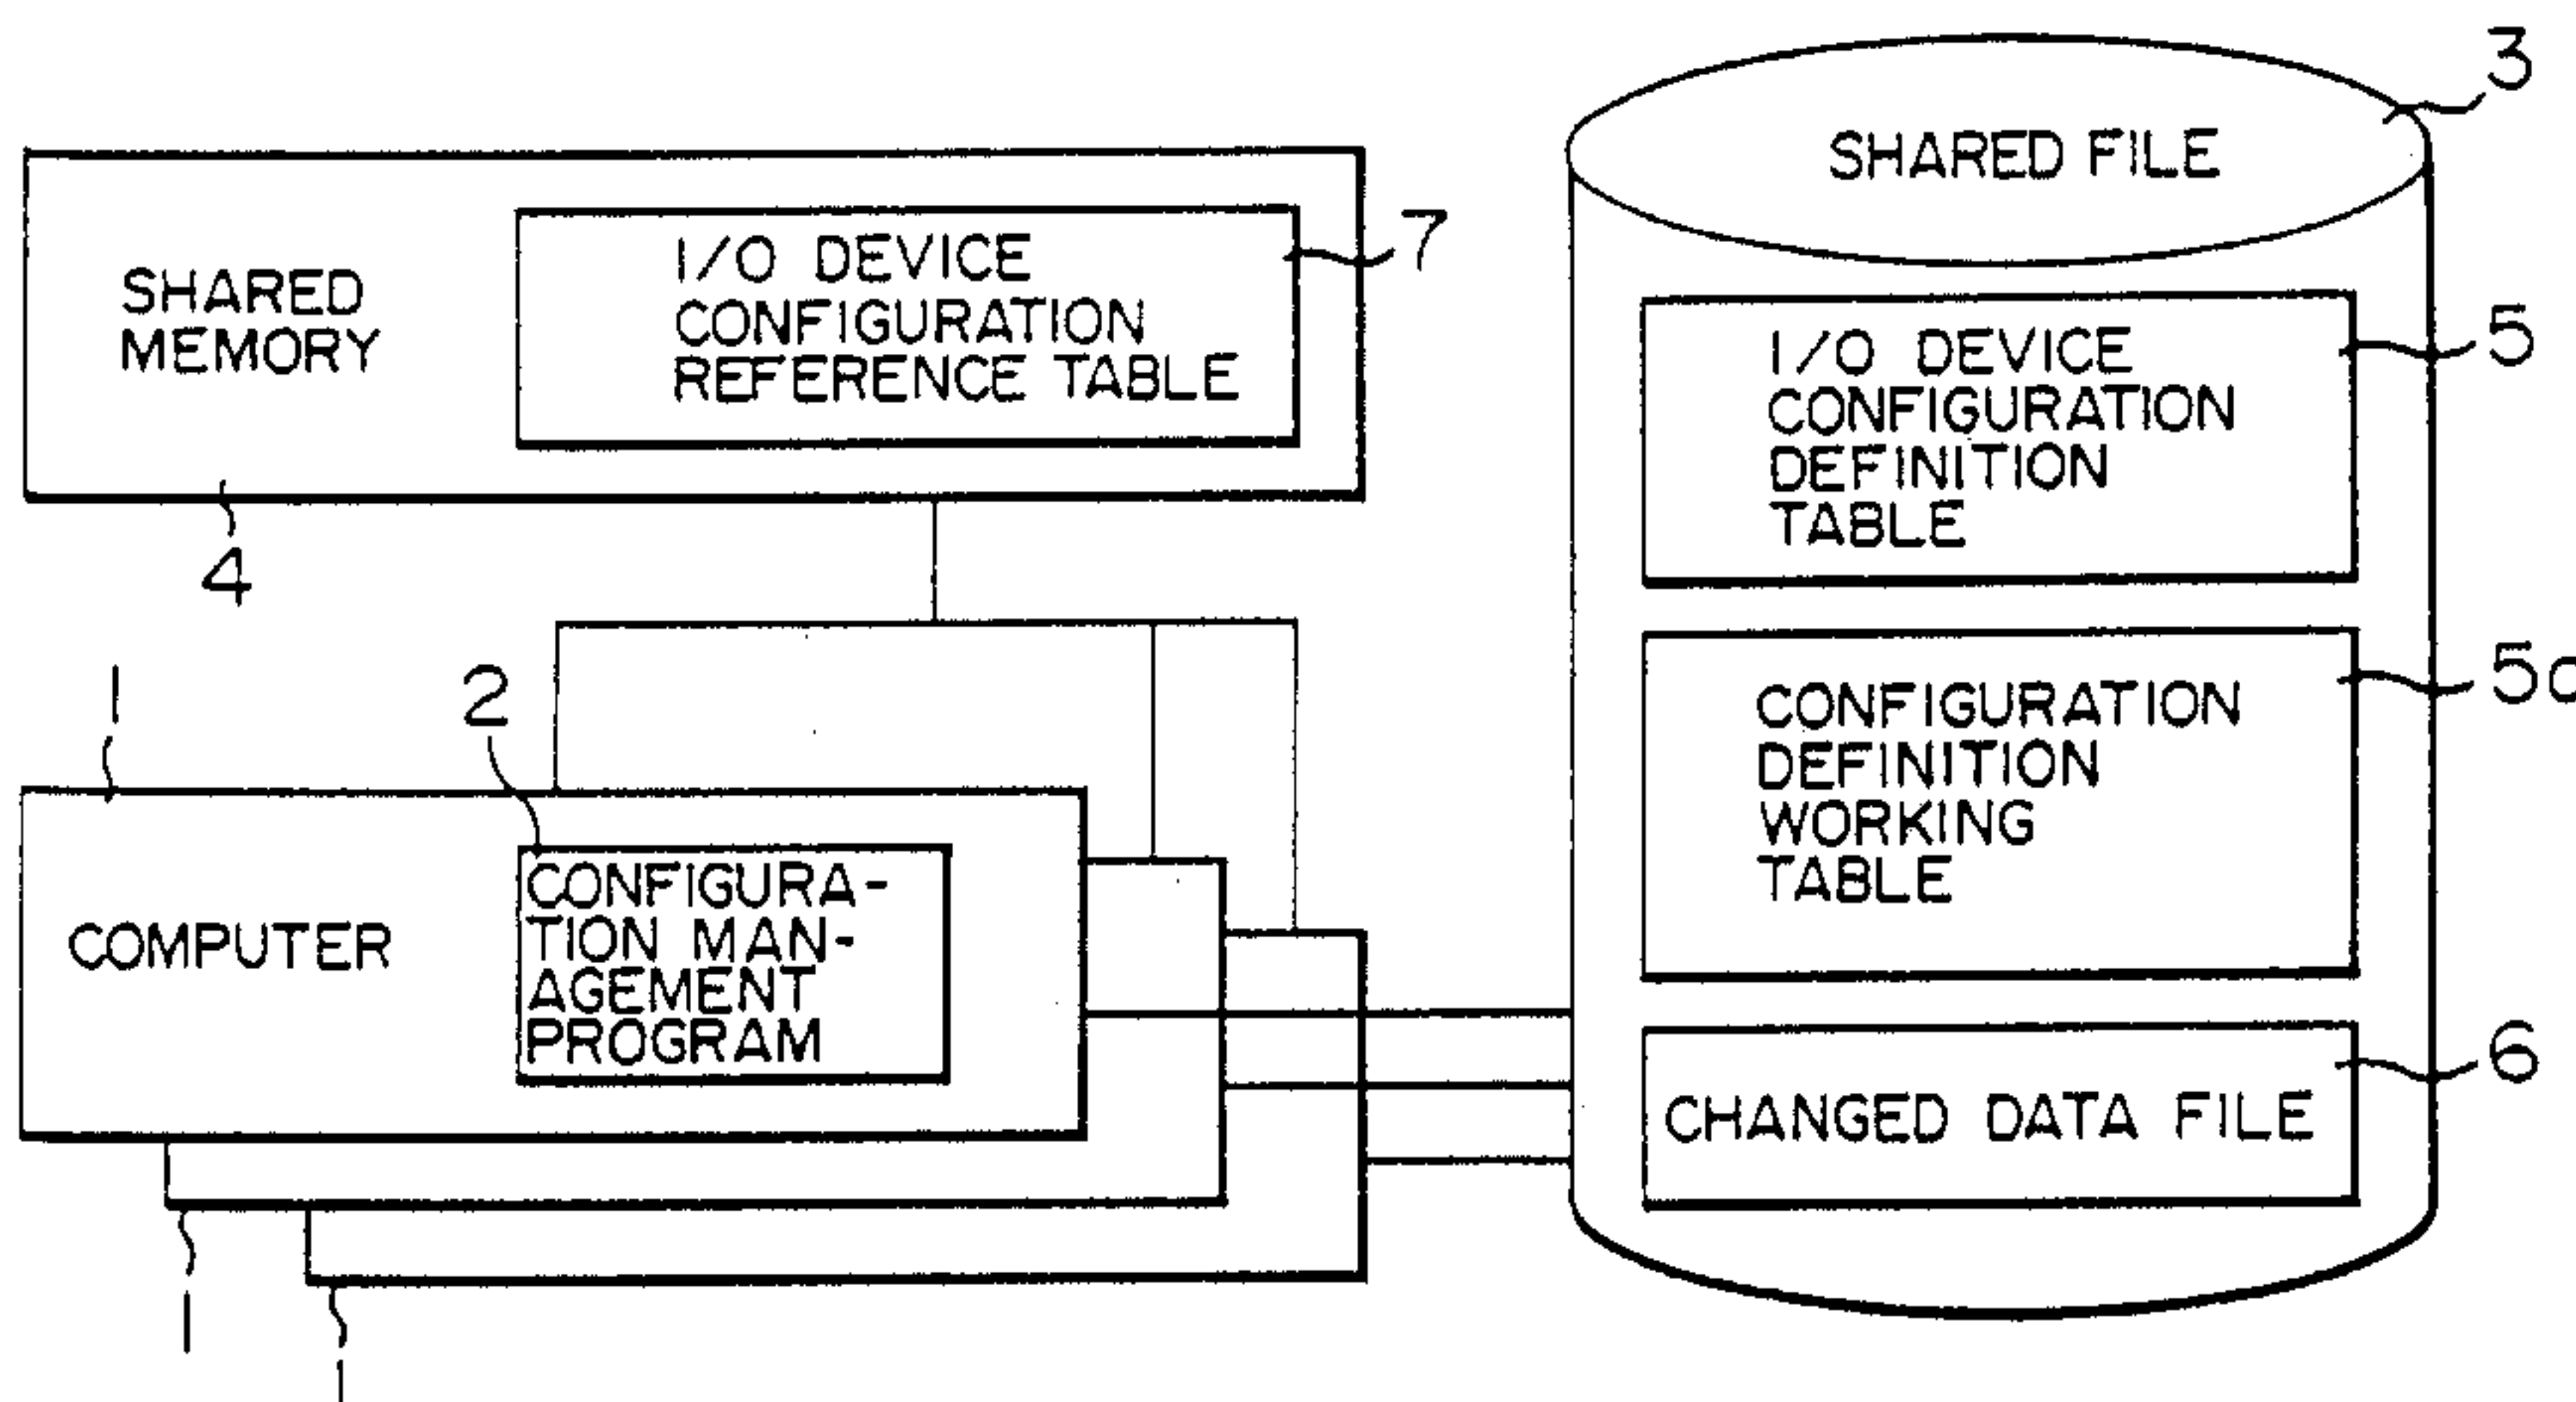 3
SHARED FILE
7
I/O DEVICE
CONFIGURATION
REFERENCE TABLE
SHARED
MEMORY
4
5
I/O DEVICE
CONFIGURATION
DEFINITION
TABLE
5a
CONFIGURATION
DEFINITION
WORKING
TABLE
1
2
COMPUTER
CONFIGURA-
TION MAN-
AGEMENT
PROGRAM
6
CHANGED DATA FILE
1
1